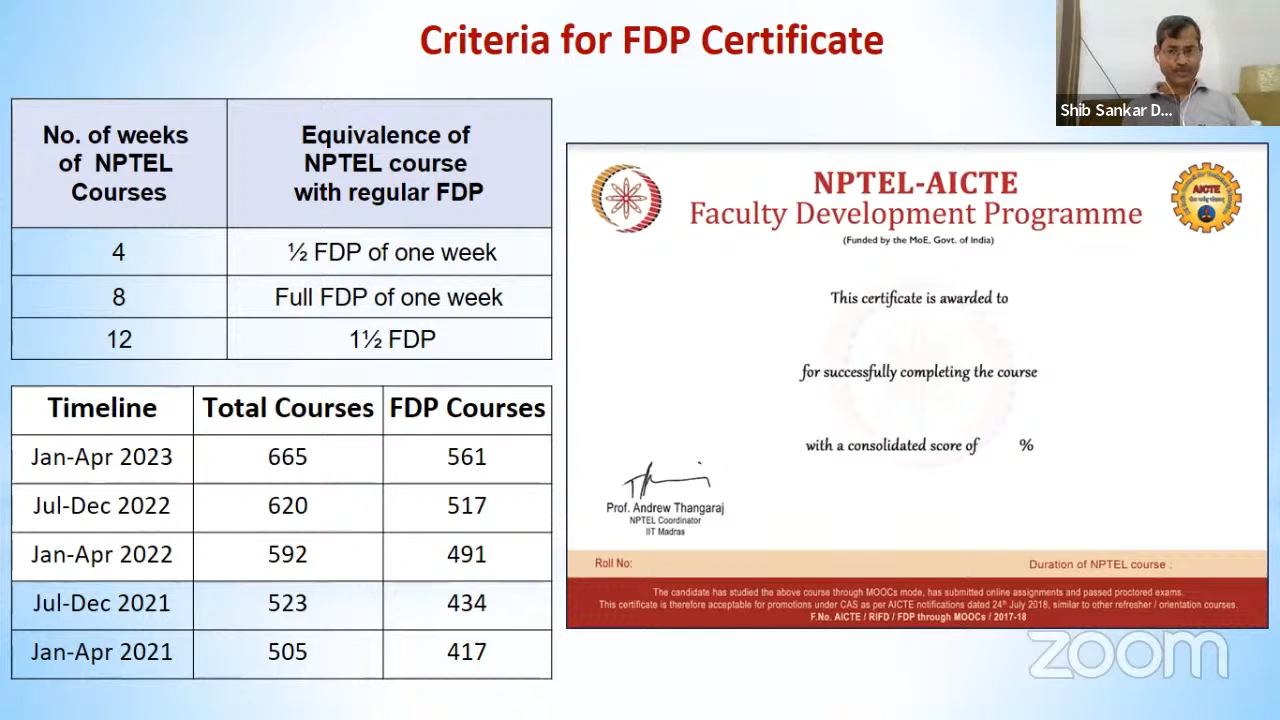 Criteria for FDP Certificate
Shib Sankar D...
No. of weeks
of NPTEL
Courses
Equivalence of
NPTEL course
with regular FDP
4
½ FDP of one week
8
Full FDP of one week
12
1½ FDP
Timeline
Total Courses
FDP Courses
Jan-Apr 2023
665
561
Jul-Dec 2022
620
517
Jan-Apr 2022
592
491
Jul-Dec 2021
523
434
Jan-Apr 2021
505
417
NPTEL-AICTE
Faculty Development Programme
(Funded by the MoE, Govt. of India)
AICTE
This certificate is awarded to
for successfully completing the course
with a consolidated score of %
Prof. Andrew Thangaraj
NPTEL Coordinator
IIT Madras
Roll No:
Duration of NPTEL course :
The candidate has studied the above course through MOOCs mode, has submitted online assignments and passed proctored exams.
This certificate is therefore acceptable for promotions under CAS as per AICTE notifications dated 24th July 2018, similar to other refresher / orientation courses.
F.No. AICTE / RIFD / FDP through MOOCs / 2017-18
zoom